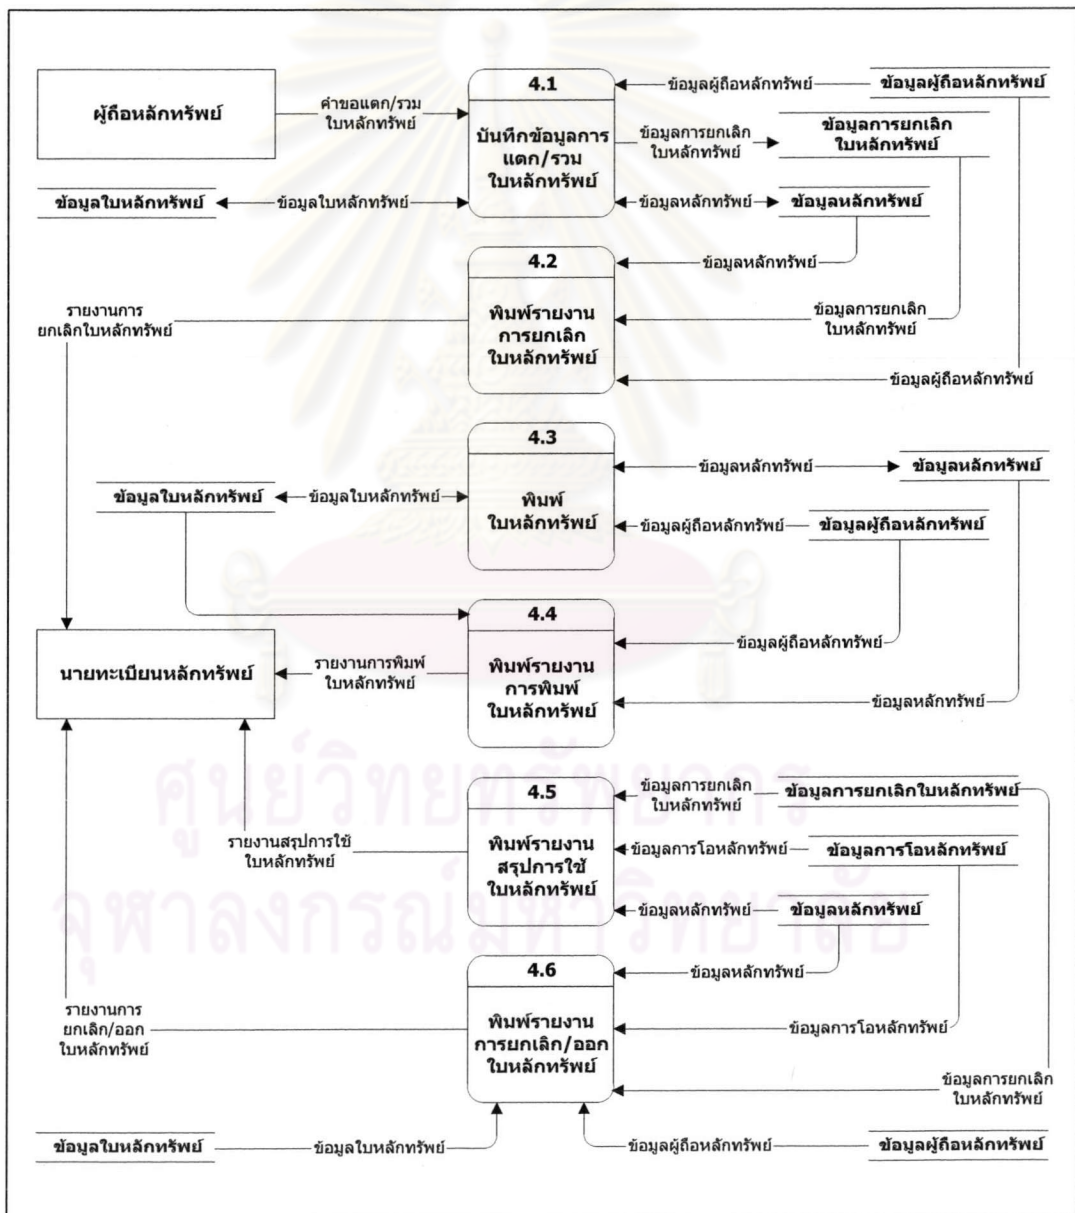 ผู้ถือหลักทรัพย์
คำขอแตก/รวม
ใบหลักทรัพย์
4.1
บันทึกข้อมูลการ
แตก/รวม
ใบหลักทรัพย์
ข้อมูลผู้ถือหลักทรัพย์
ข้อมูลผู้ถือหลักทรัพย์
ข้อมูลการยกเลิก
ใบหลักทรัพย์
ข้อมูลการยกเลิก
ใบหลักทรัพย์
ข้อมูลใบหลักทรัพย์
ข้อมูลใบหลักทรัพย์
ข้อมูลหลักทรัพย์
ข้อมูลหลักทรัพย์
4.2
พิมพ์รายงาน
การยกเลิก
ใบหลักทรัพย์
ข้อมูลหลักทรัพย์
รายงานการ
ยกเลิกใบหลักทรัพย์
ข้อมูลการยกเลิก
ใบหลักทรัพย์
ข้อมูลผู้ถือหลักทรัพย์
4.3
พิมพ์
ใบหลักทรัพย์
ข้อมูลหลักทรัพย์
ข้อมูลหลักทรัพย์
ข้อมูลใบหลักทรัพย์
ข้อมูลใบหลักทรัพย์
ข้อมูลผู้ถือหลักทรัพย์
ข้อมูลผู้ถือหลักทรัพย์
4.4
พิมพ์รายงาน
การพิมพ์
ใบหลักทรัพย์
ข้อมูลผู้ถือหลักทรัพย์
นายทะเบียนหลักทรัพย์
รายงานการพิมพ์
ใบหลักทรัพย์
ข้อมูลหลักทรัพย์
ศูนย์วิทยทรัพยากร
จุฬาลงกรณ์มหาวิทยาลัย
4.5
พิมพ์รายงาน
สรุปการใช้
ใบหลักทรัพย์
ข้อมูลการยกเลิก
ใบหลักทรัพย์
ข้อมูลการยกเลิกใบหลักทรัพย์
รายงานสรุปการใช้
ใบหลักทรัพย์
ข้อมูลการโอหลักทรัพย์
ข้อมูลการโอหลักทรัพย์
ข้อมูลหลักทรัพย์
ข้อมูลหลักทรัพย์
4.6
พิมพ์รายงาน
การยกเลิก/ออก
ใบหลักทรัพย์
ข้อมูลหลักทรัพย์
รายงานการ
ยกเลิก/ออก
ใบหลักทรัพย์
ข้อมูลการโอหลักทรัพย์
ข้อมูลการยกเลิก
ใบหลักทรัพย์
ข้อมูลใบหลักทรัพย์
ข้อมูลใบหลักทรัพย์
ข้อมูลผู้ถือหลักทรัพย์
ข้อมูลผู้ถือหลักทรัพย์